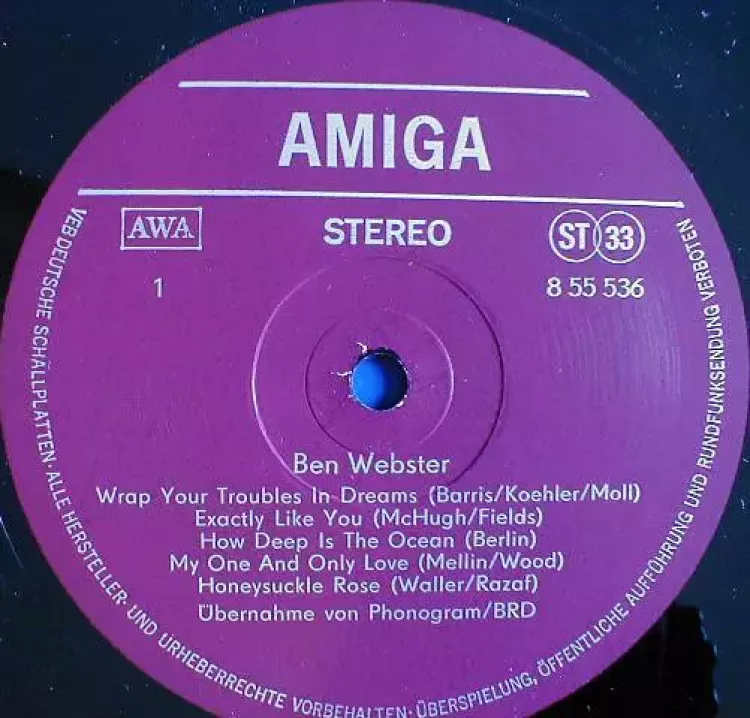 AMIGA
AWA
STEREO
ST 33
1
8 55 536
Ben Webster
Wrap Your Troubles In Dreams (Barris/Koehler/Moll)
Exactly Like You (McHugh/Fields)
How Deep Is The Ocean (Berlin)
My One And Only Love (Mellin/Wood)
Honeysuckle Rose (Waller/Razaf)
Übernahme von Phonogram/BRD
VEB DEUTSCHE SCHALLPLATTEN · ALLE HERSTELLER- UND URHEBERRECHTE VORBEHALTEN · ÜBERSPIELUNG, ÖFFENTLICHE AUFFÜHRUNG UND RUNDFUNKSENDUNG VERBOTEN